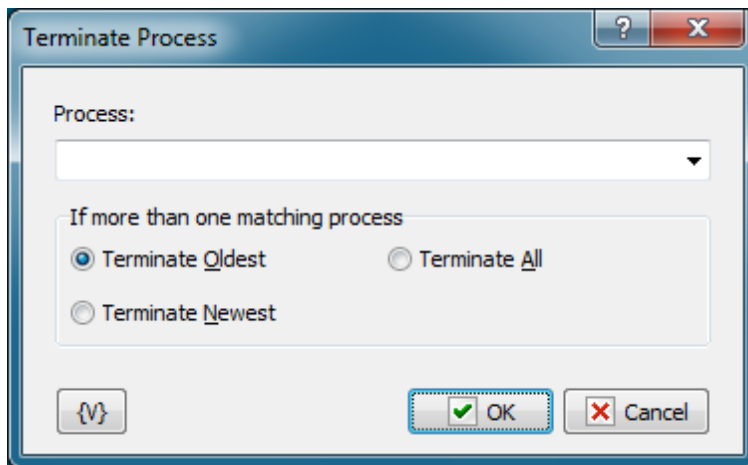 Terminate Process
?
Process:
If more than one matching process
Terminate Oldest
Terminate All
Terminate Newest
{V}
OK
Cancel